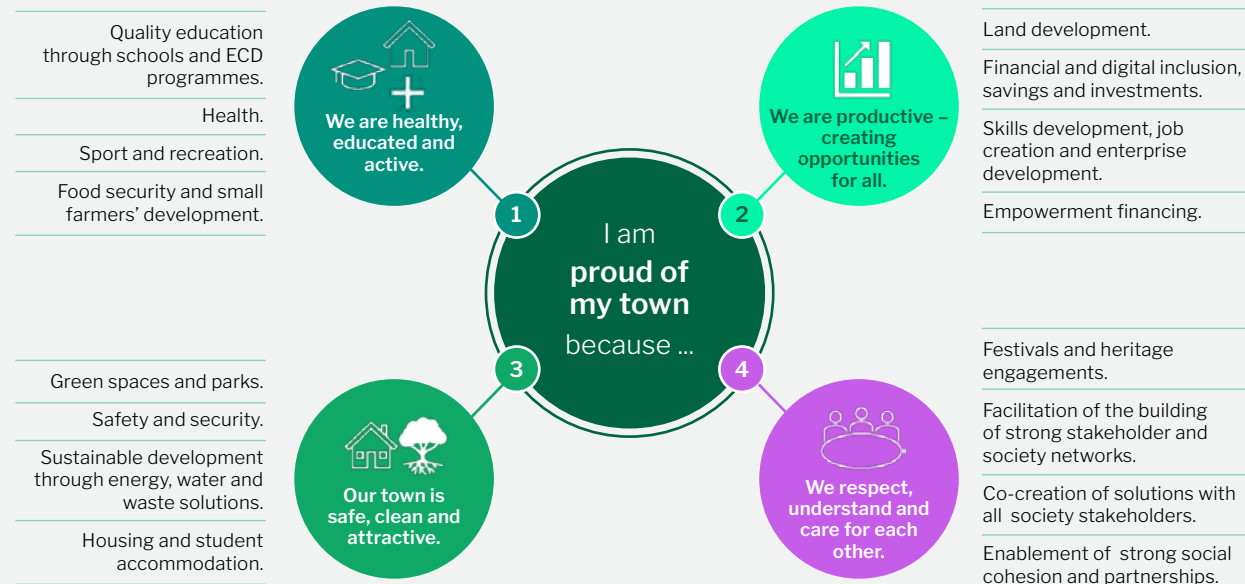 Quality education
through schools and ECD
programmes.
Health.
Sport and recreation.
Food security and small
farmers’ development.
We are healthy,
educated and
active.
1
We are productive –
creating
opportunities
for all.
2
Land development.
Financial and digital inclusion,
savings and investments.
Skills development, job
creation and enterprise
development.
Empowerment financing.
I am
proud of
my town
because ...
Green spaces and parks.
Safety and security.
Sustainable development
through energy, water and
waste solutions.
Housing and student
accommodation.
3
Our town is
safe, clean and
attractive.
4
We respect,
understand and
care for each
other.
Festivals and heritage
engagements.
Facilitation of the building
of strong stakeholder and
society networks.
Co-creation of solutions with
all society stakeholders.
Enablement of strong social
cohesion and partnerships.